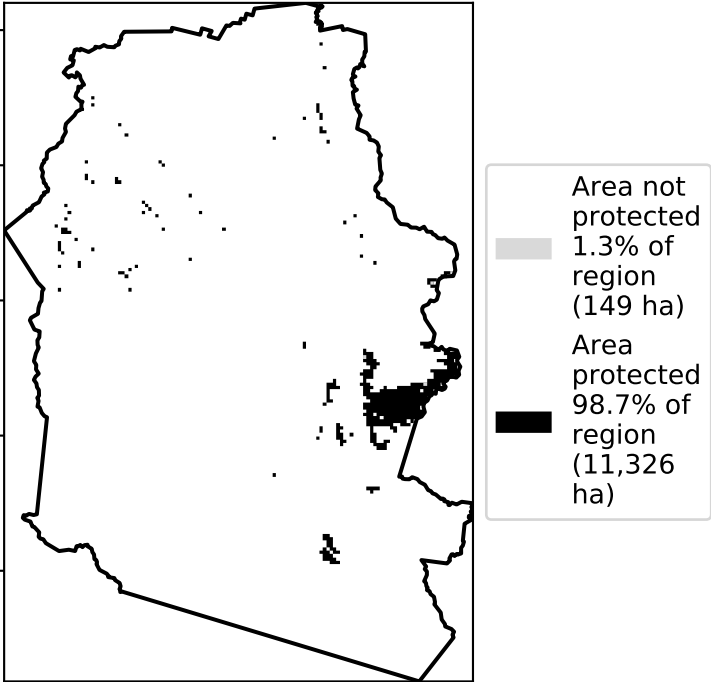 Area not
protected
1.3% of
region
(149 ha)
Area
protected
98.7% of
region
(11,326
ha)